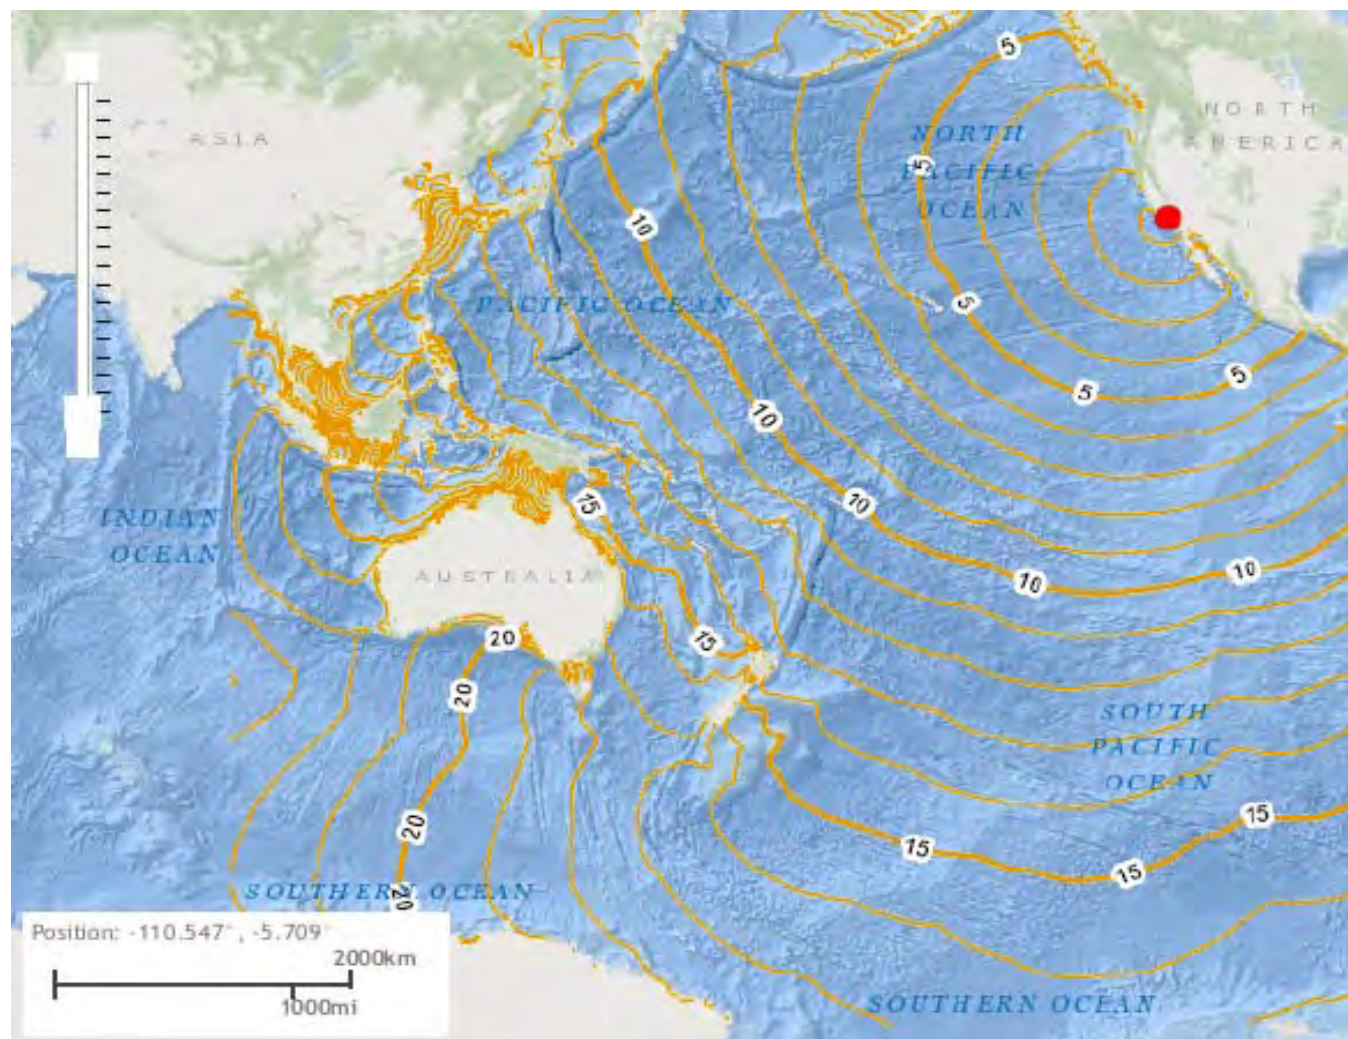 5
NORTH
AMERICA
ASIA
NORTH
PACIFIC
OCEAN
5
10
PACIFIC OCEAN
5
5
5
10
15
10
INDIAN
OCEAN
AUSTRALIA
10
10
20
15
20
SOUTH
PACIFIC
OCEAN
20
15
15
15
SOUTHERN OCEAN
20
Position: -110.547°, -5.709°
2000km
1000mi
SOUTHERN OCEAN